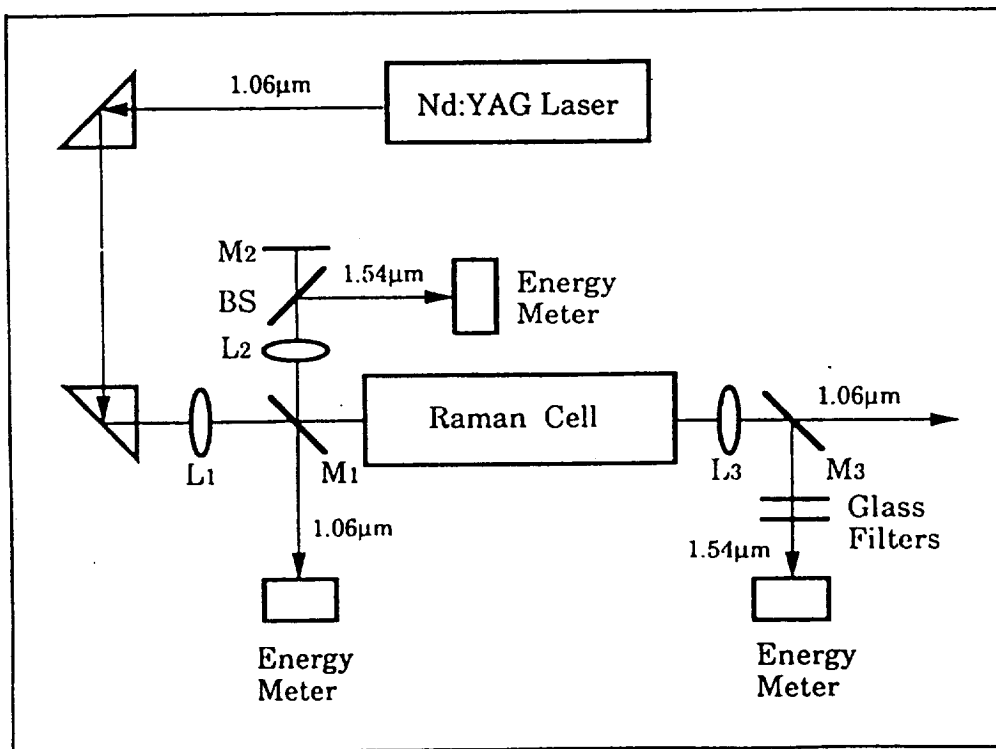 1.06μm
Nd:YAG Laser
M2
1.54μm
BS
Energy
Meter
L2
Raman Cell
1.06μm
L1
M1
L3
M3
1.06μm
Glass
Filters
1.54μm
Energy
Meter
Energy
Meter